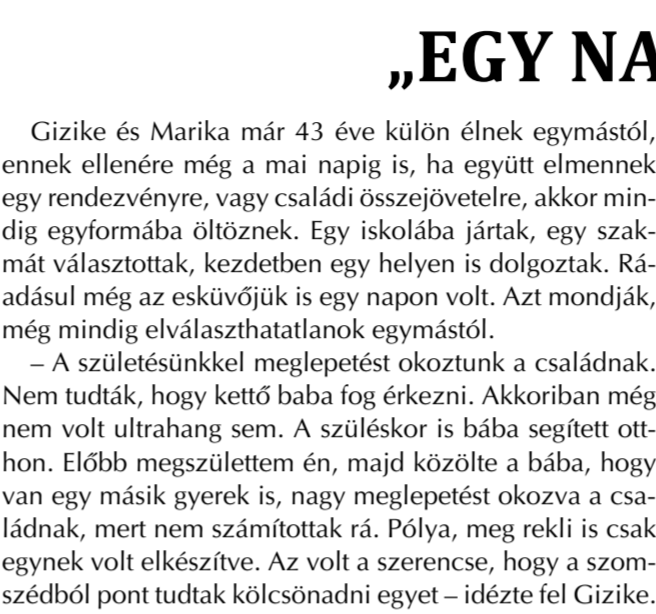 „EGY NA
Gizike és Marika már 43 éve külön élnek egymástól,
ennek ellenére még a mai napig is, ha együtt elmennek
egy rendezvényre, vagy családi összejövetelre, akkor min-
dig egyformába öltöznek. Egy iskolába jártak, egy szak-
mát választottak, kezdetben egy helyen is dolgoztak. Rá-
adásul még az esküvőjük is egy napon volt. Azt mondják,
még mindig elválaszthatatlanok egymástól.
– A születésünkkel meglepetést okoztunk a családnak.
Nem tudták, hogy kettő baba fog érkezni. Akkoriban még
nem volt ultrahang sem. A szüléskor is bába segített ott-
hon. Előbb megszülettem én, majd közölte a bába, hogy
van egy másik gyerek is, nagy meglepetést okozva a csa-
ládnak, mert nem számítottak rá. Pólya, meg rekli is csak
egynek volt elkészítve. Az volt a szerencse, hogy a szom-
szédból pont tudtak kölcsönadni egyet – idézte fel Gizike.